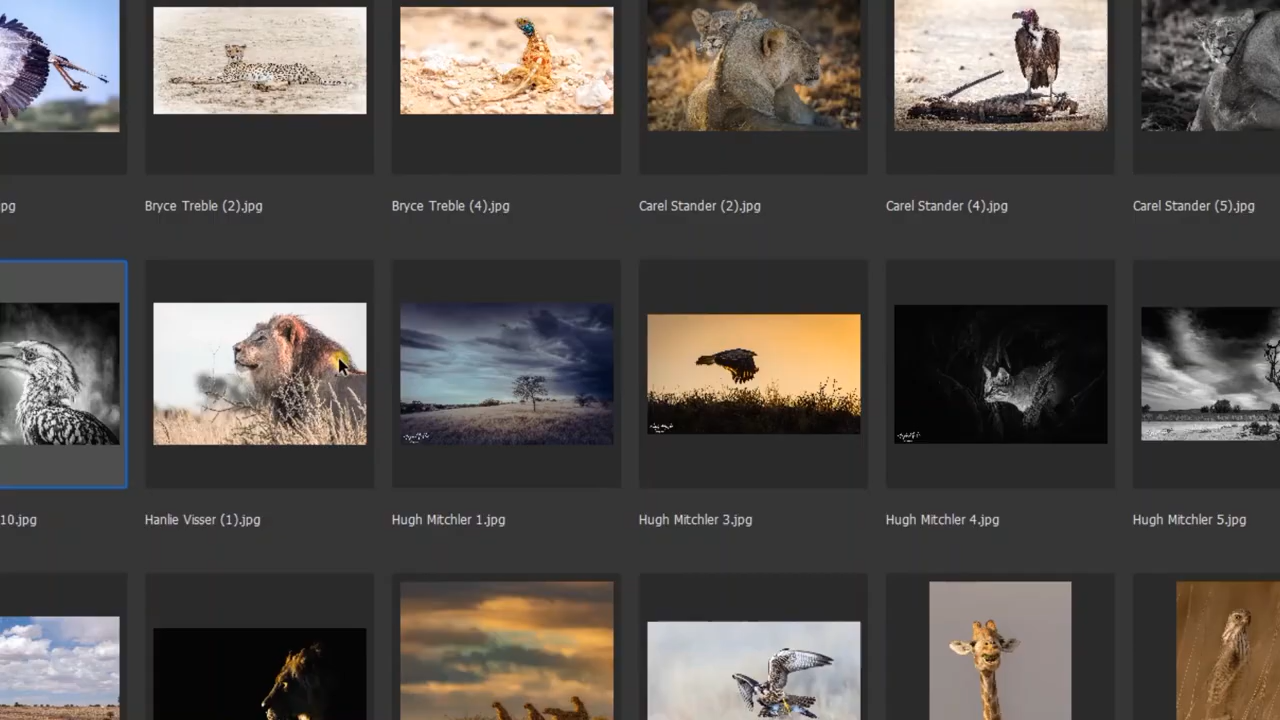 pg
Bryce Treble (2).jpg
Bryce Treble (4).jpg
Carel Stander (2).jpg
Carel Stander (4).jpg
Carel Stander (5).jpg
10.jpg
Hanlie Visser (1).jpg
Hugh Mitchler 1.jpg
Hugh Mitchler 3.jpg
Hugh Mitchler 4.jpg
Hugh Mitchler 5.jpg